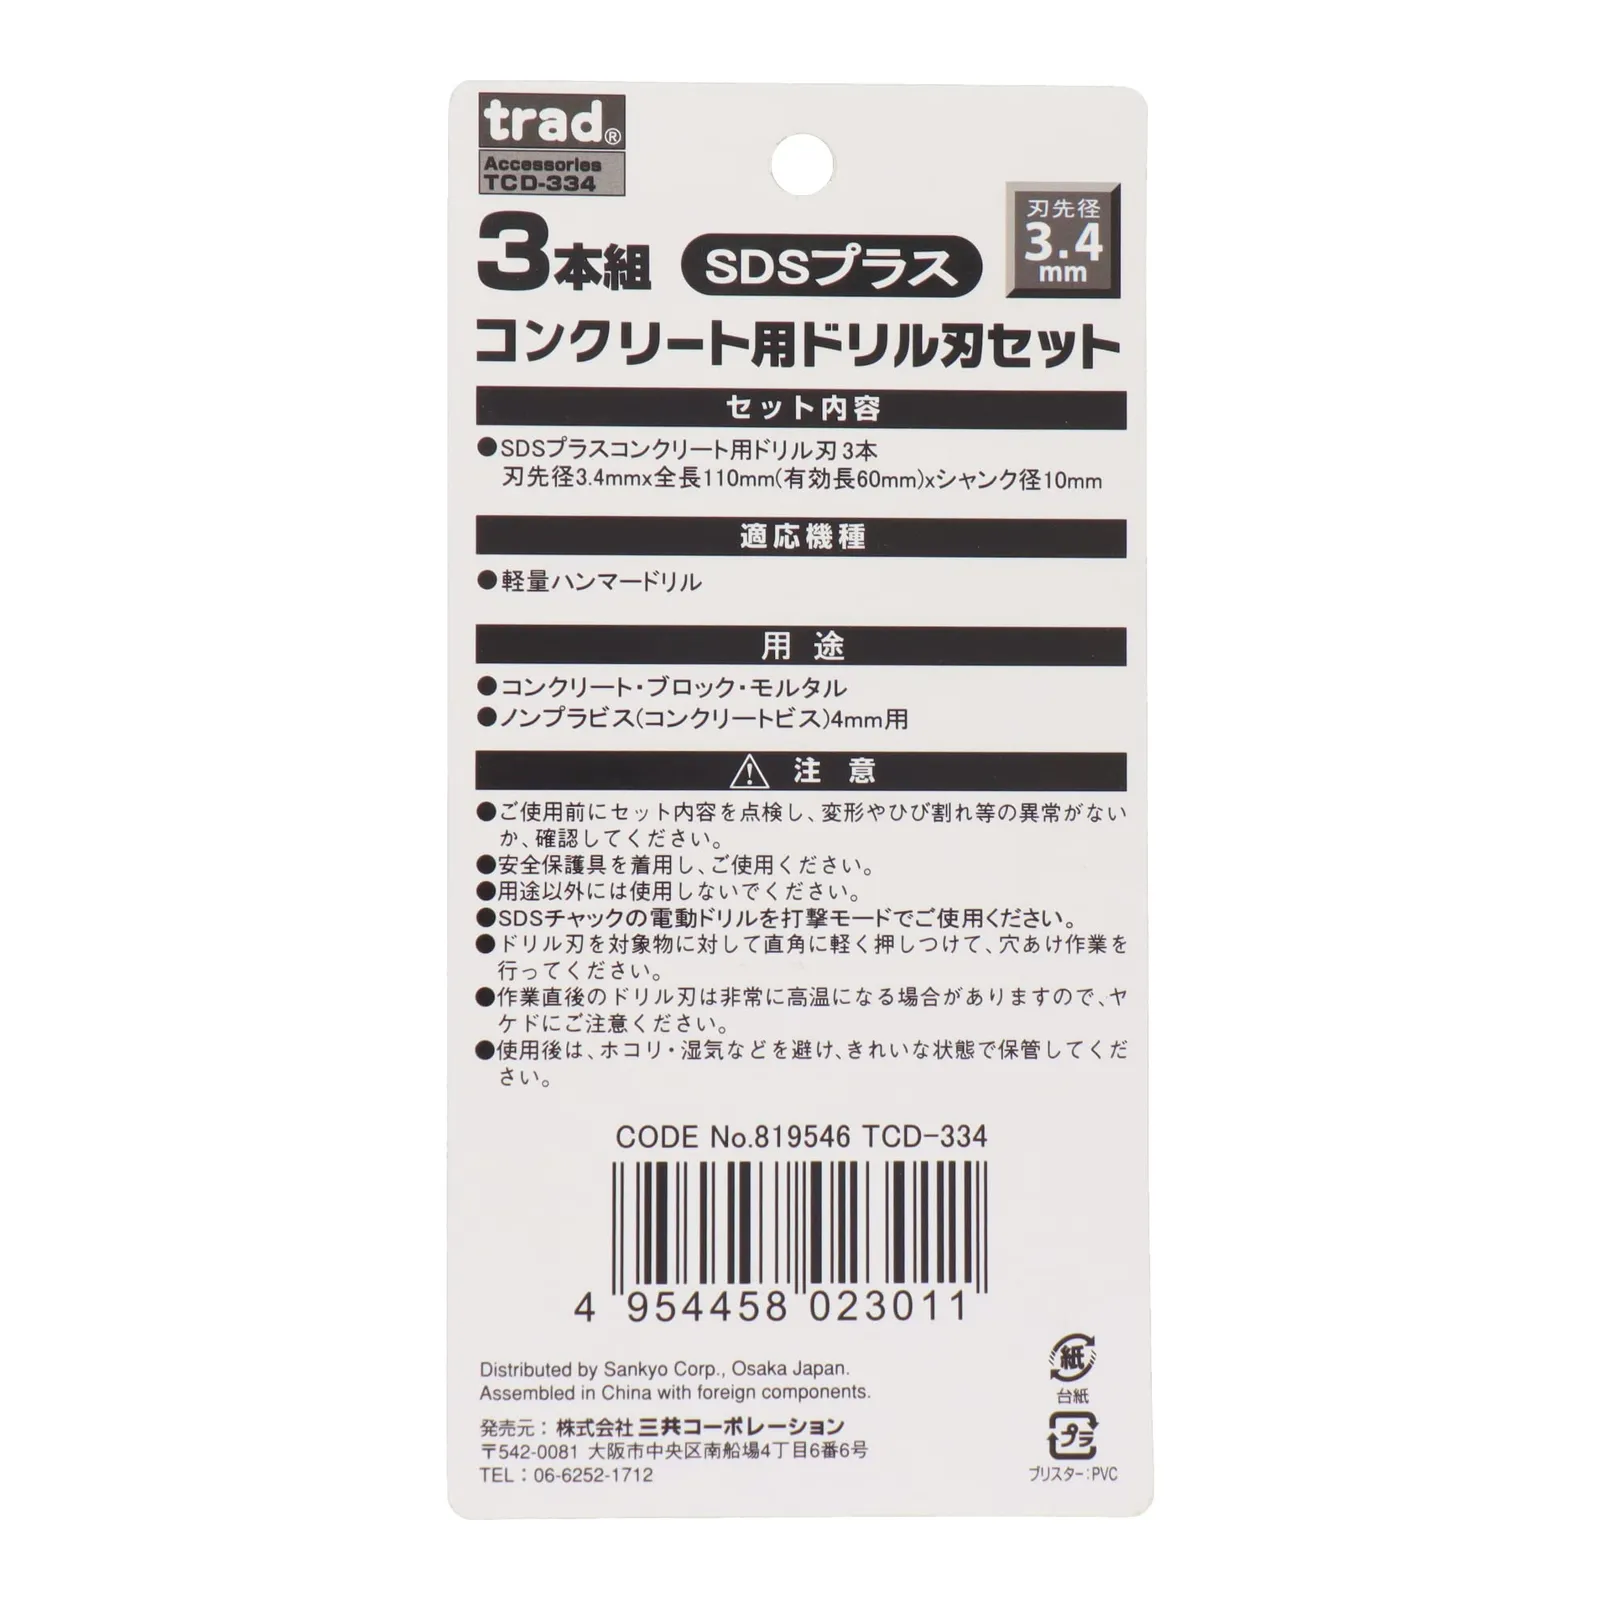 trad®
Accessories
TCD-334
3本組 SDSプラス
刃先径
3.4
mm
コンクリート用ドリル刃セット
セット内容
●SDSプラスコンクリート用ドリル刃3本
刃先径3.4mmx全長110mm(有効長60mm)xシャンク径10mm
適応機種
●軽量ハンマードリル
用途
●コンクリート・ブロック・モルタル
●ノンプラビス(コンクリートビス)4mm用
注意
●ご使用前にセット内容を点検し、変形やひび割れ等の異常がない
か、確認してください。
●安全保護具を着用し、ご使用ください。
●用途以外には使用しないでください。
●SDSチャックの電動ドリルを打撃モードでご使用ください。
●ドリル刃を対象物に対して直角に軽く押しつけて、穴あけ作業を
行ってください。
●作業直後のドリル刃は非常に高温になる場合がありますので、ヤ
ケドにご注意ください。
●使用後は、ホコリ・湿気などを避け、きれいな状態で保管してくだ
さい。
CODE No.819546 TCD-334
4 954458 023011
Distributed by Sankyo Corp., Osaka Japan.
Assembled in China with foreign components.
発売元：株式会社 三共コーポレーション
〒542-0081 大阪市中央区南船場4丁目6番6号
TEL：06-6252-1712
紙
台紙
プラ
ブリスター：PVC